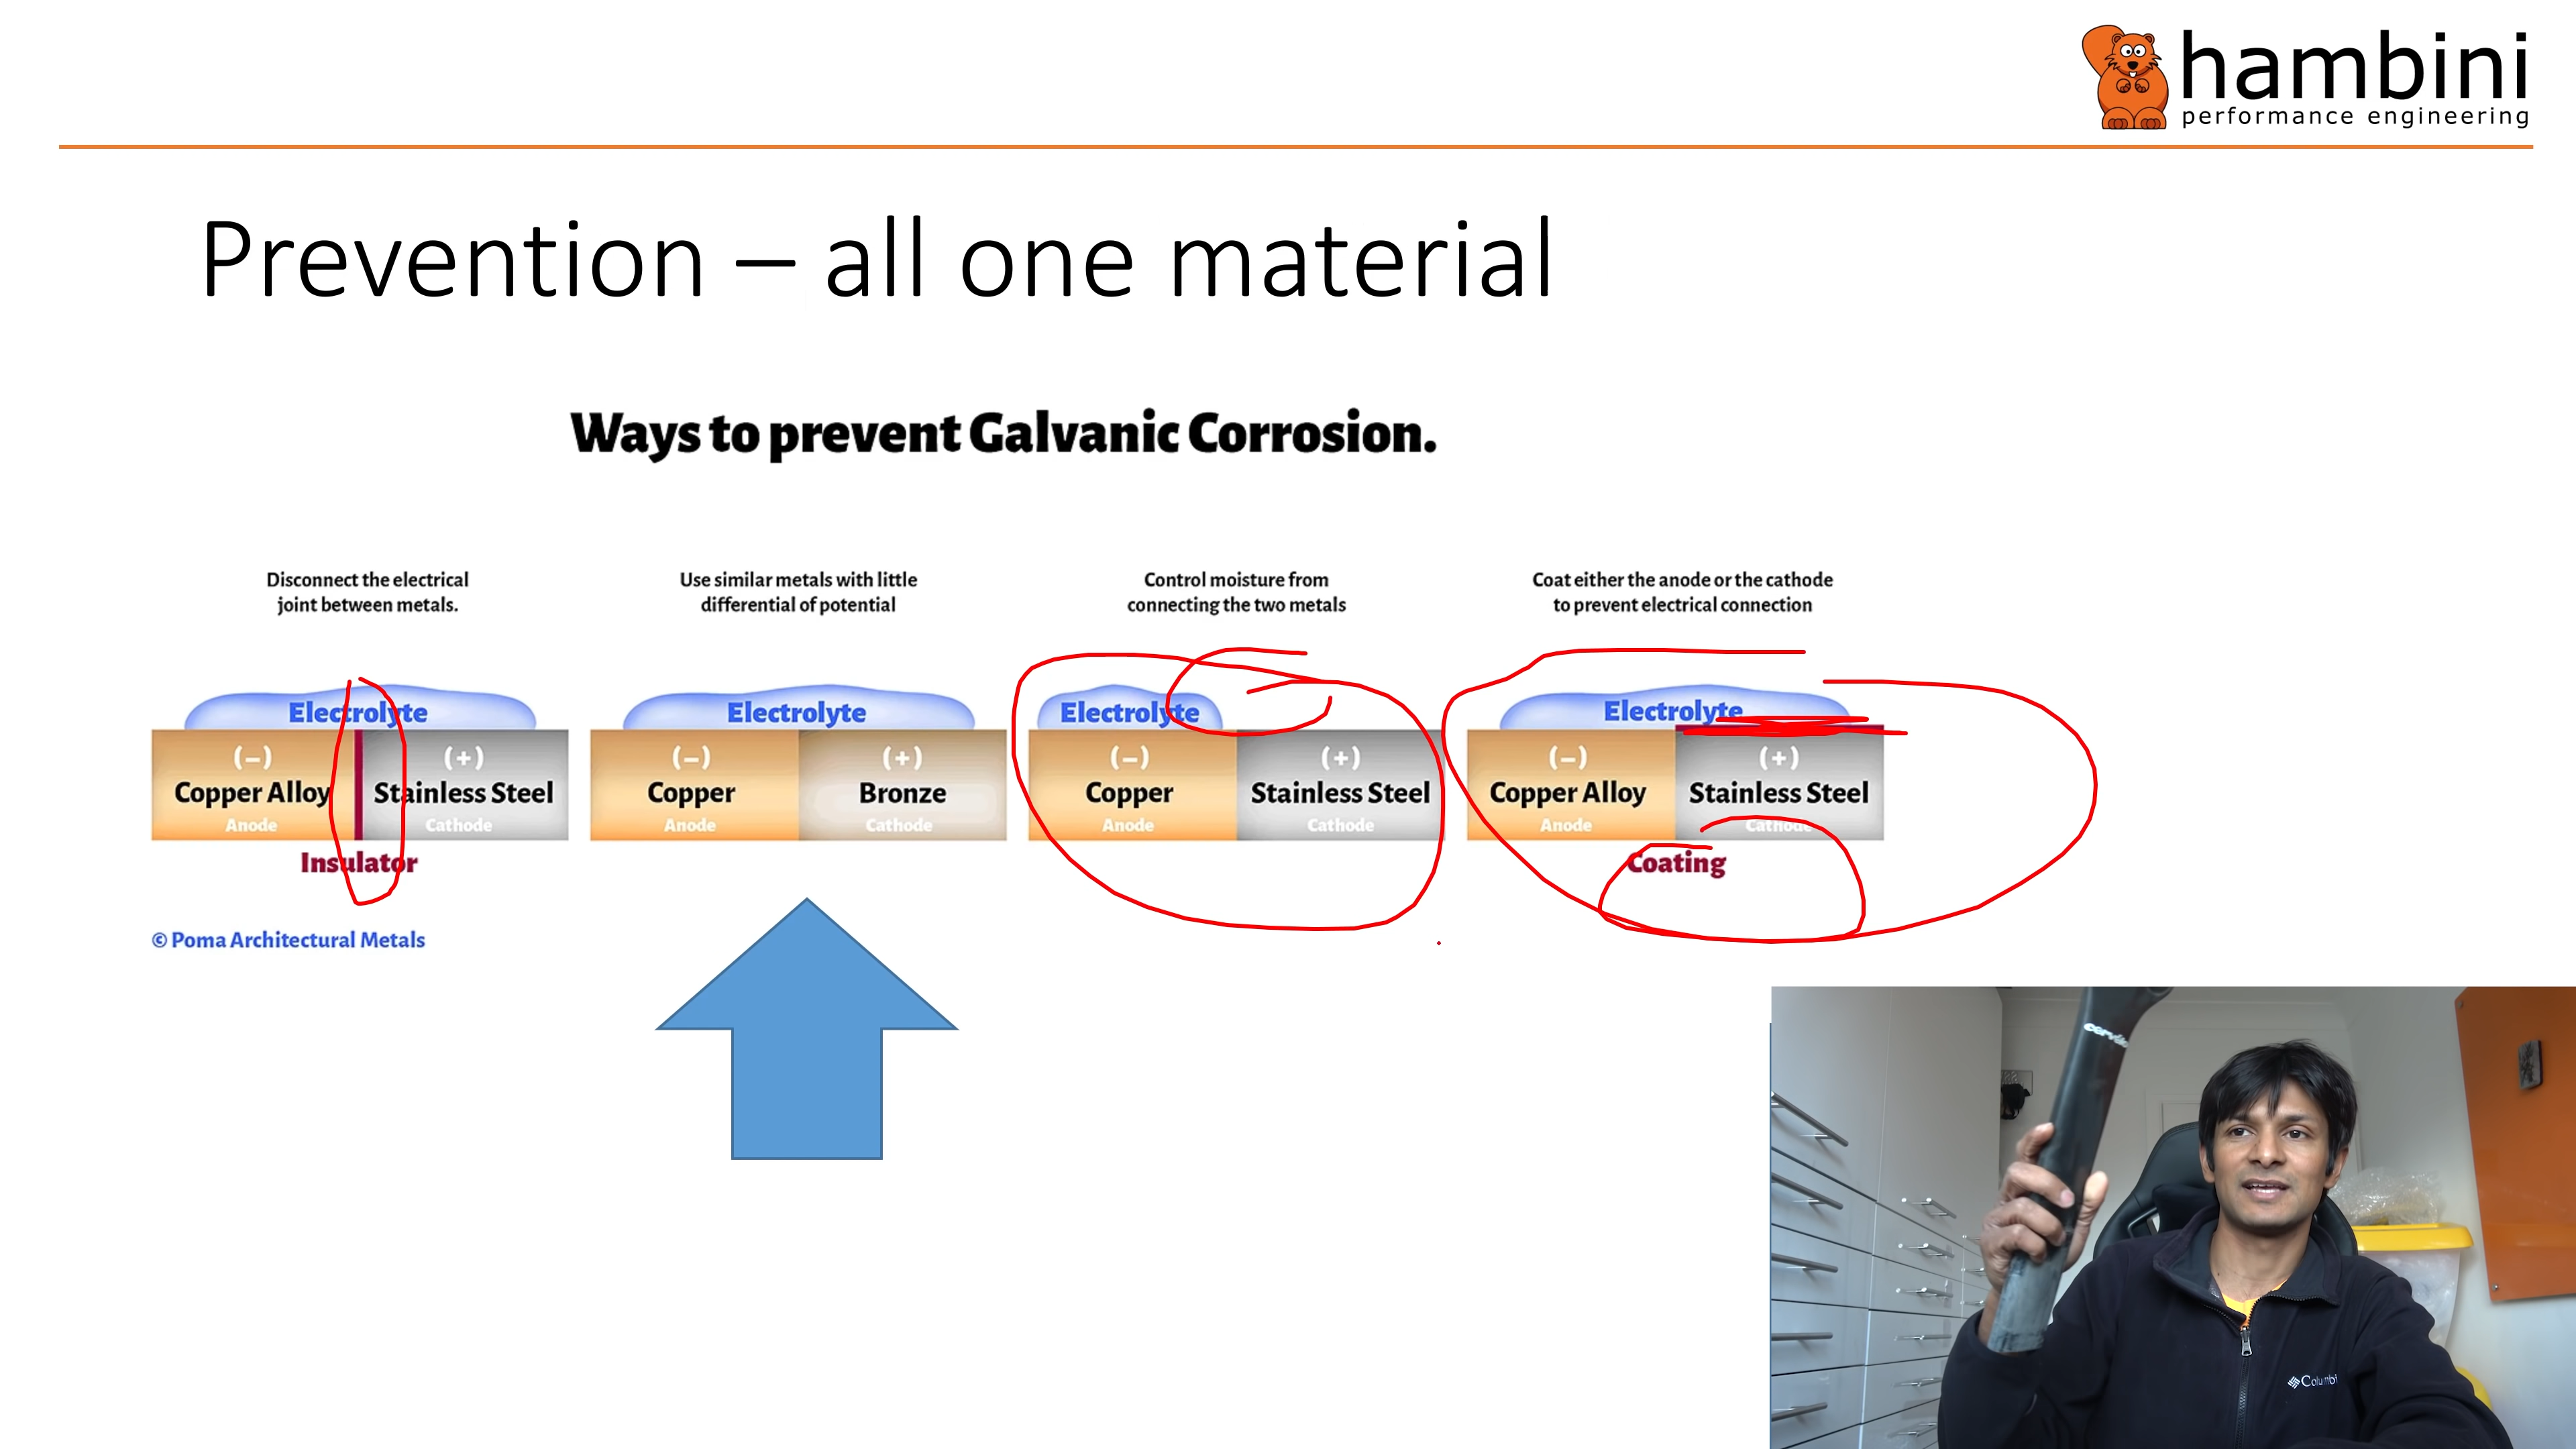 hambini
performance engineering
Prevention – all one material
Ways to prevent Galvanic Corrosion.
Disconnect the electrical
joint between metals.
Electrolyte
(–)
(+)
Copper Alloy
Stainless Steel
Anode
Cathode
Insulator
Use similar metals with little
differential of potential
Electrolyte
(–)
(+)
Copper
Bronze
Anode
Cathode
Control moisture from
connecting the two metals
Electrolyte
(–)
(+)
Copper
Stainless Steel
Anode
Cathode
Coat either the anode or the cathode
to prevent electrical connection
Electrolyte
(–)
(+)
Copper Alloy
Stainless Steel
Anode
Cathode
Coating
© Poma Architectural Metals